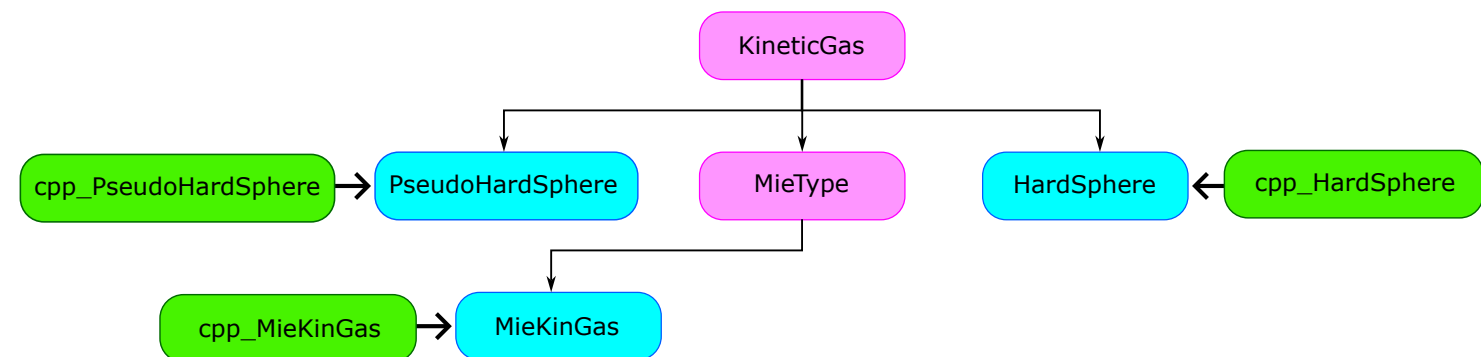 KineticGas
cpp_PseudoHardSphere
PseudoHardSphere
MieType
HardSphere
cpp_HardSphere
cpp_MieKinGas
MieKinGas